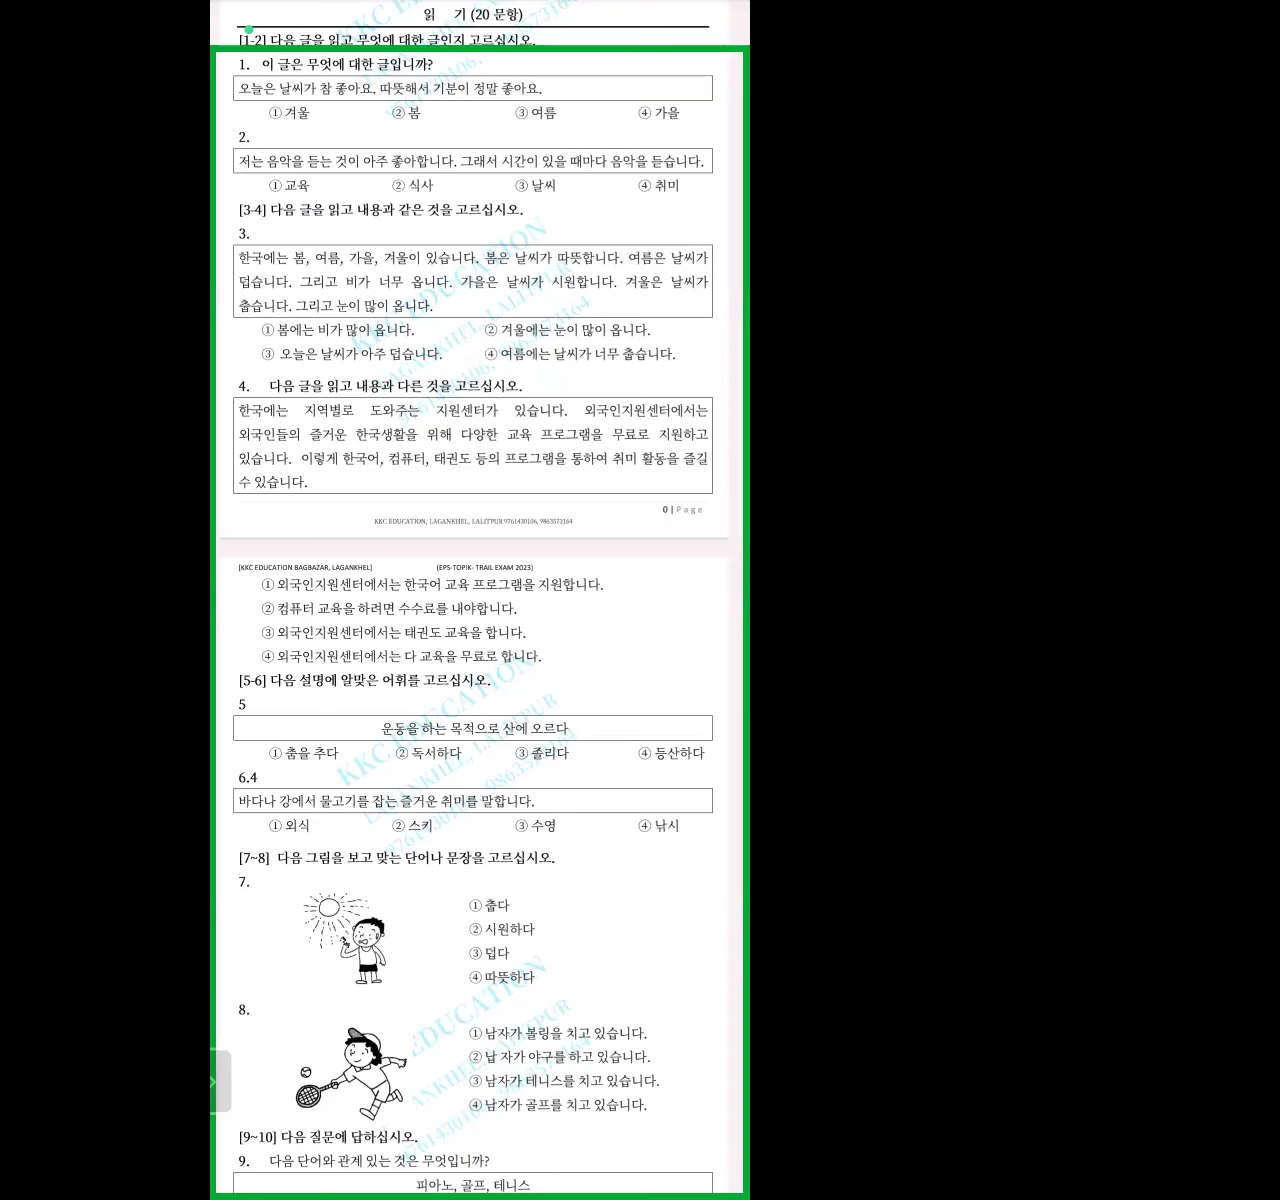 읽 기 (20 문항)
[1-2] 다음 글을 읽고 무엇에 대한 글인지 고르십시오.
1. 이 글은 무엇에 대한 글입니까?
오늘은 날씨가 참 좋아요. 따뜻해서 기분이 정말 좋아요.
① 겨울 ② 봄 ③ 여름 ④ 가을
2.
저는 음악을 듣는 것이 아주 좋아합니다. 그래서 시간이 있을 때마다 음악을 듣습니다.
① 교육 ② 식사 ③ 날씨 ④ 취미
[3-4] 다음 글을 읽고 내용과 같은 것을 고르십시오.
3.
한국에는 봄, 여름, 가을, 겨울이 있습니다. 봄은 날씨가 따뜻합니다. 여름은 날씨가
덥습니다. 그리고 비가 너무 옵니다. 가을은 날씨가 시원합니다. 겨울은 날씨가
춥습니다. 그리고 눈이 많이 옵니다.
① 봄에는 비가 많이 옵니다. ② 겨울에는 눈이 많이 옵니다.
③ 오늘은 날씨가 아주 덥습니다. ④ 여름에는 날씨가 너무 춥습니다.
4. 다음 글을 읽고 내용과 다른 것을 고르십시오.
한국에는 지역별로 도와주는 지원센터가 있습니다. 외국인지원센터에서는
외국인들의 즐거운 한국생활을 위해 다양한 교육 프로그램을 무료로 지원하고
있습니다. 이렇게 한국어, 컴퓨터, 태권도 등의 프로그램을 통하여 취미 활동을 즐길
수 있습니다.
0 | Page
KKC EDUCATION, LAGANKHEL, LALITPUR 9761430106, 9863573164
[KKC EDUCATION BAGBAZAR, LAGANKHEL] (EPS-TOPIK- TRAIL EXAM 2023)
① 외국인지원센터에서는 한국어 교육 프로그램을 지원합니다.
② 컴퓨터 교육을 하려면 수수료를 내야합니다.
③ 외국인지원센터에서는 태권도 교육을 합니다.
④ 외국인지원센터에서는 다 교육을 무료로 합니다.
[5-6] 다음 설명에 알맞은 어휘를 고르십시오.
5
운동을 하는 목적으로 산에 오르다
① 춤을 추다 ② 독서하다 ③ 졸리다 ④ 등산하다
6.4
바다나 강에서 물고기를 잡는 즐거운 취미를 말합니다.
① 외식 ② 스키 ③ 수영 ④ 낚시
[7~8] 다음 그림을 보고 맞는 단어나 문장을 고르십시오.
7.
① 춥다
② 시원하다
③ 덥다
④ 따뜻하다
8.
① 남자가 볼링을 치고 있습니다.
② 납 자가 야구를 하고 있습니다.
③ 남자가 테니스를 치고 있습니다.
④ 남자가 골프를 치고 있습니다.
[9~10] 다음 질문에 답하십시오.
9. 다음 단어와 관계 있는 것은 무엇입니까?
피아노, 골프, 테니스